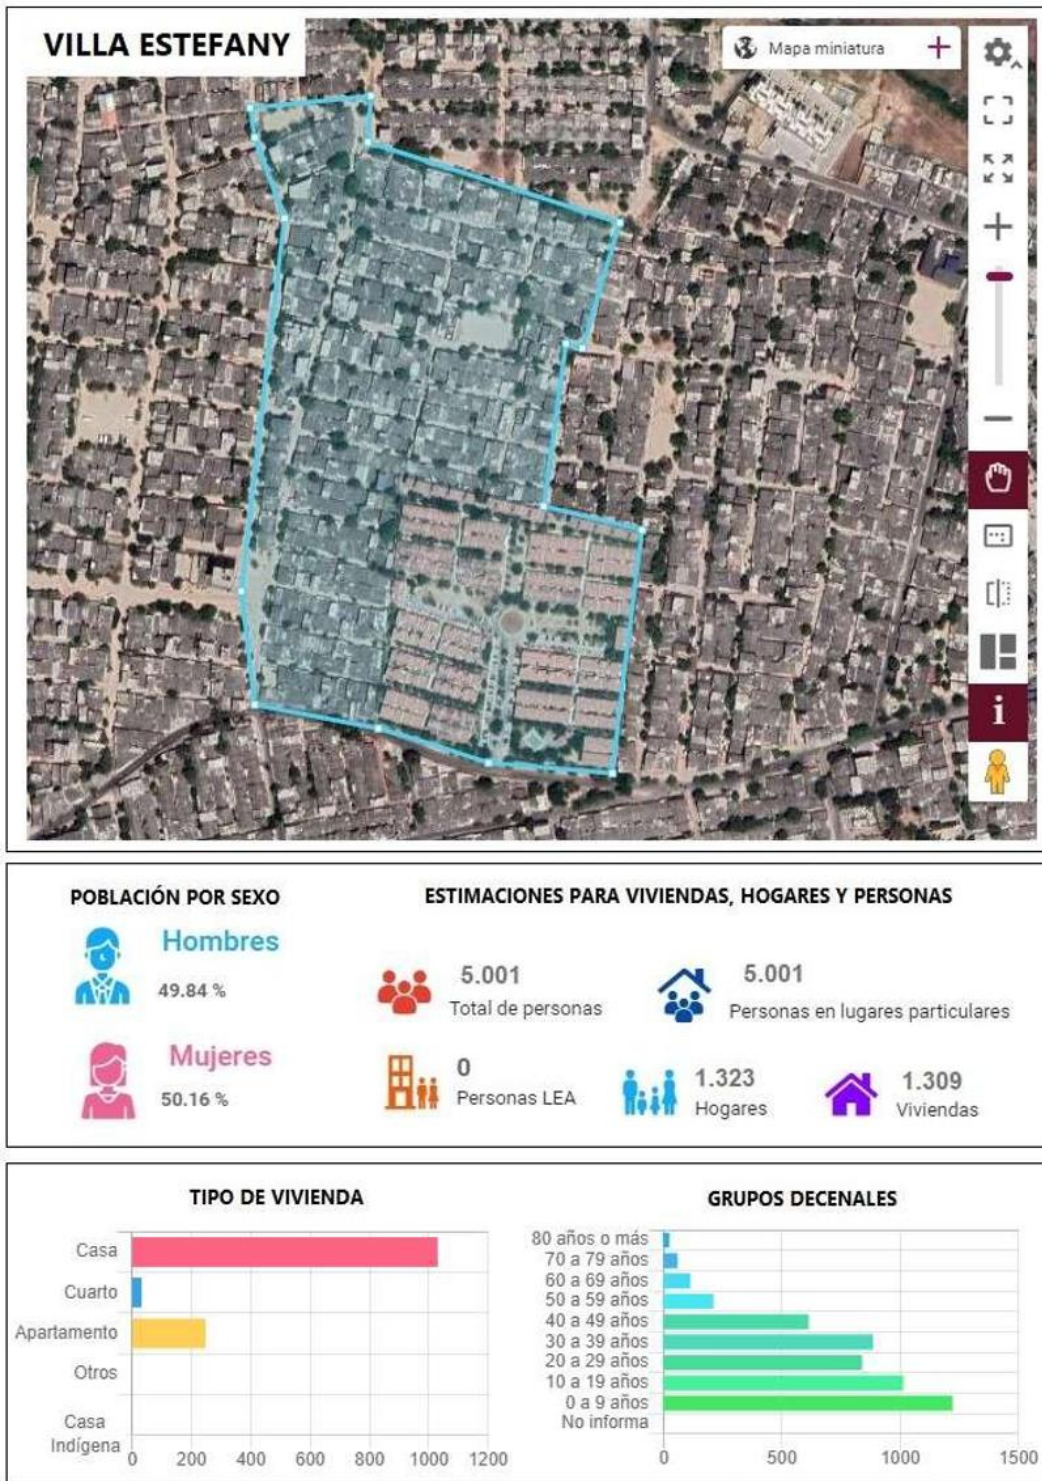 VILLA ESTEFANY
Mapa miniatura
i
POBLACIÓN POR SEXO
Hombres
49.84 %
Mujeres
50.16 %
ESTIMACIONES PARA VIVIENDAS, HOGARES Y PERSONAS
5.001
Total de personas
5.001
Personas en lugares particulares
0
Personas LEA
1.323
Hogares
1.309
Viviendas
TIPO DE VIVIENDA
Casa
Cuarto
Apartamento
Otros
Casa
Indígena
0 200 400 600 800 1000 1200
GRUPOS DECENALES
80 años o más
70 a 79 años
60 a 69 años
50 a 59 años
40 a 49 años
30 a 39 años
20 a 29 años
10 a 19 años
0 a 9 años
No informa
0 500 1000 1500